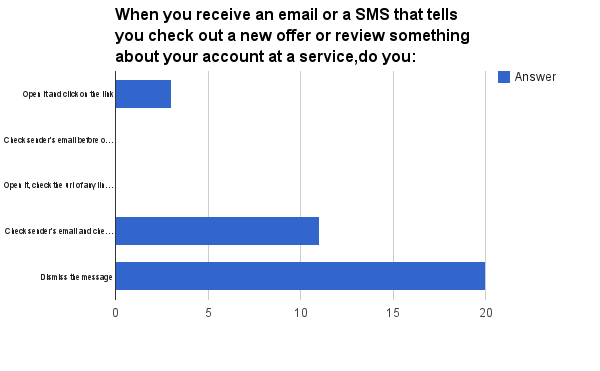 When you receive an email or a SMS that tells
you check out a new offer or review something
about your account at a service,do you:
Answer
Open it and click on the link
Check sender's email before o...
Open it, check the url of any lin...
Check sender's email and che...
Dismiss the message
0 5 10 15 20